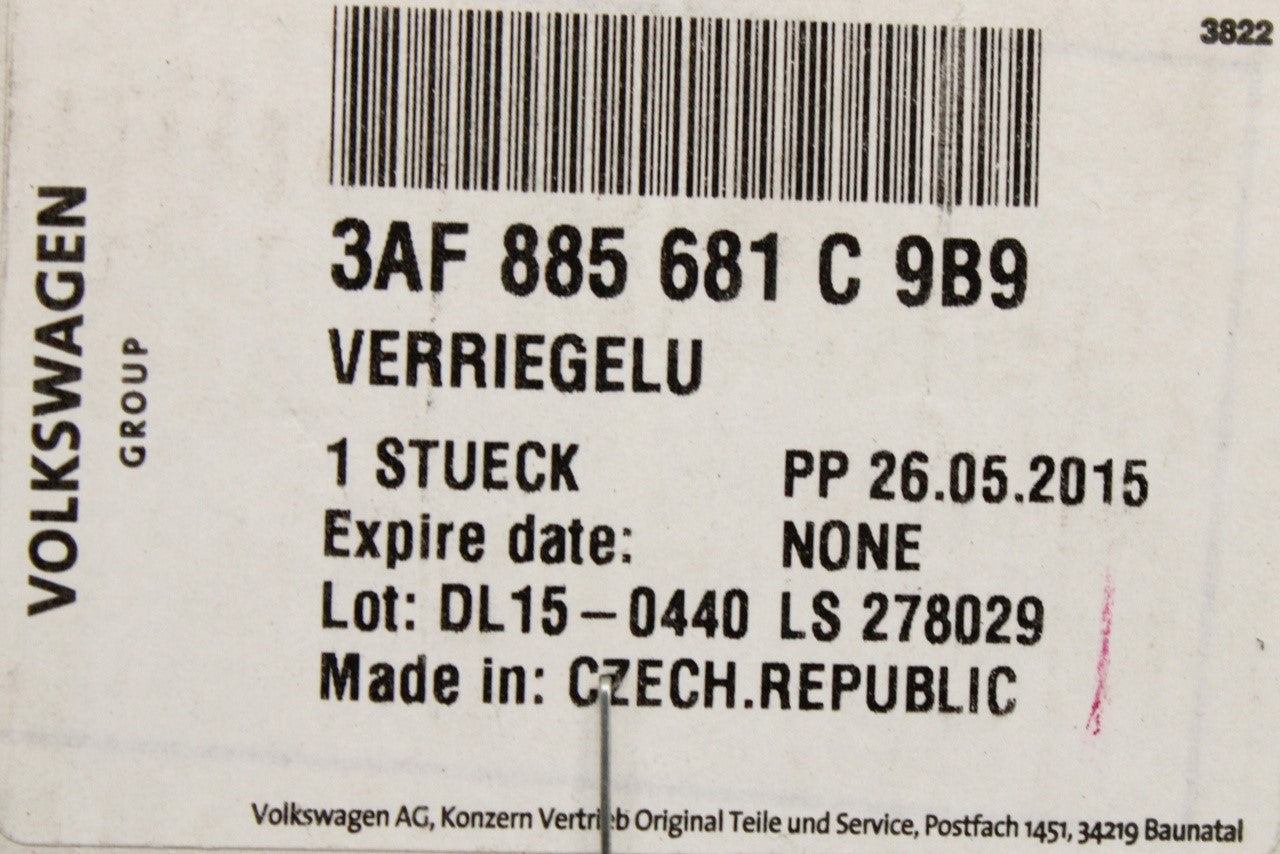 3822
VOLKSWAGEN
GROUP
3AF 885 681 C 9B9
VERRIEGELU
1 STUECK PP 26.05.2015
Expire date: NONE
Lot: DL15-0440 LS 278029
Made in: CZECH.REPUBLIC
Volkswagen AG, Konzern Vertrieb Original Teile und Service, Postfach 1451, 34219 Baunatal